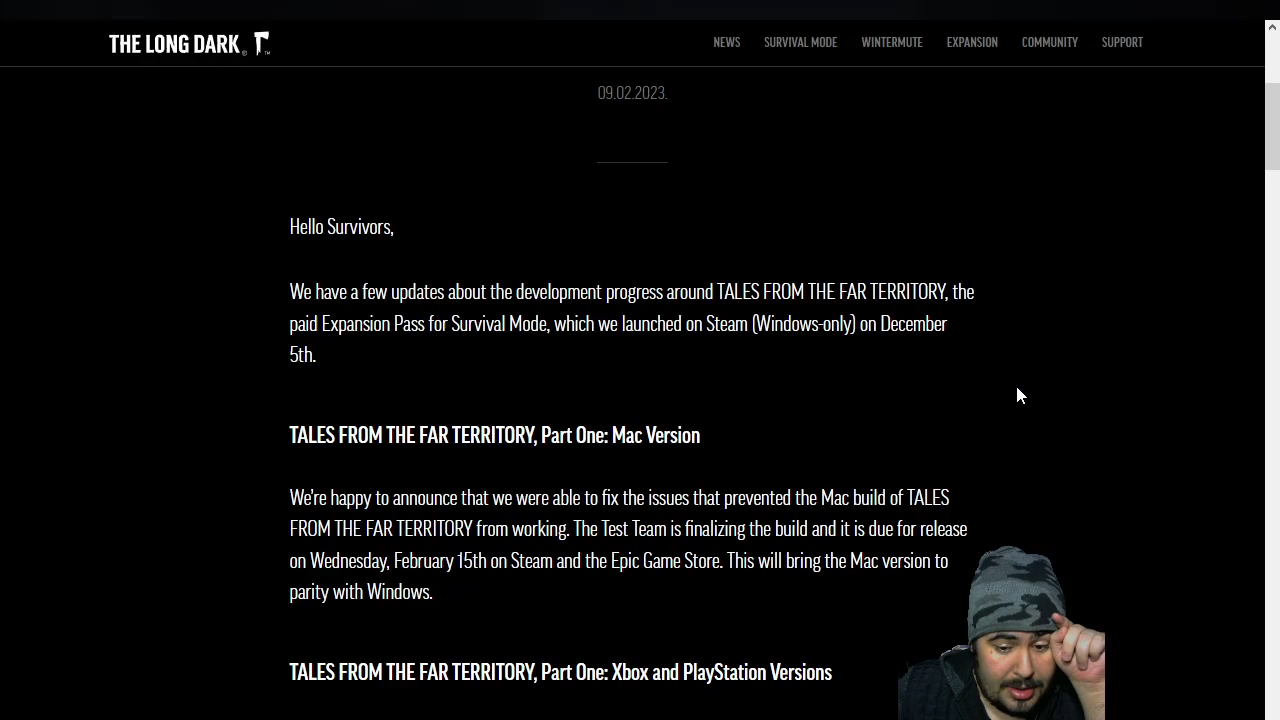 THE LONG DARK® ™
NEWS SURVIVAL MODE WINTERMUTE EXPANSION COMMUNITY SUPPORT
09.02.2023.
Hello Survivors,
We have a few updates about the development progress around TALES FROM THE FAR TERRITORY, the
paid Expansion Pass for Survival Mode, which we launched on Steam (Windows-only) on December
5th.
TALES FROM THE FAR TERRITORY, Part One: Mac Version
We’re happy to announce that we were able to fix the issues that prevented the Mac build of TALES
FROM THE FAR TERRITORY from working. The Test Team is finalizing the build and it is due for release
on Wednesday, February 15th on Steam and the Epic Game Store. This will bring the Mac version to
parity with Windows.
TALES FROM THE FAR TERRITORY, Part One: Xbox and PlayStation Versions